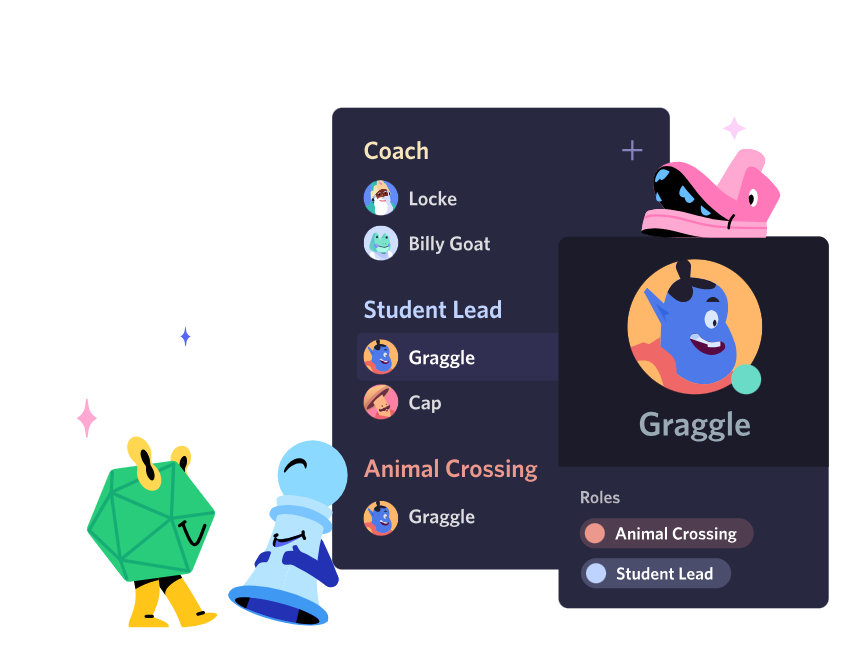 Coach
Locke
Billy Goat
Student Lead
Graggle
Cap
Animal Crossing
Graggle
Graggle
Roles
Animal Crossing
Student Lead